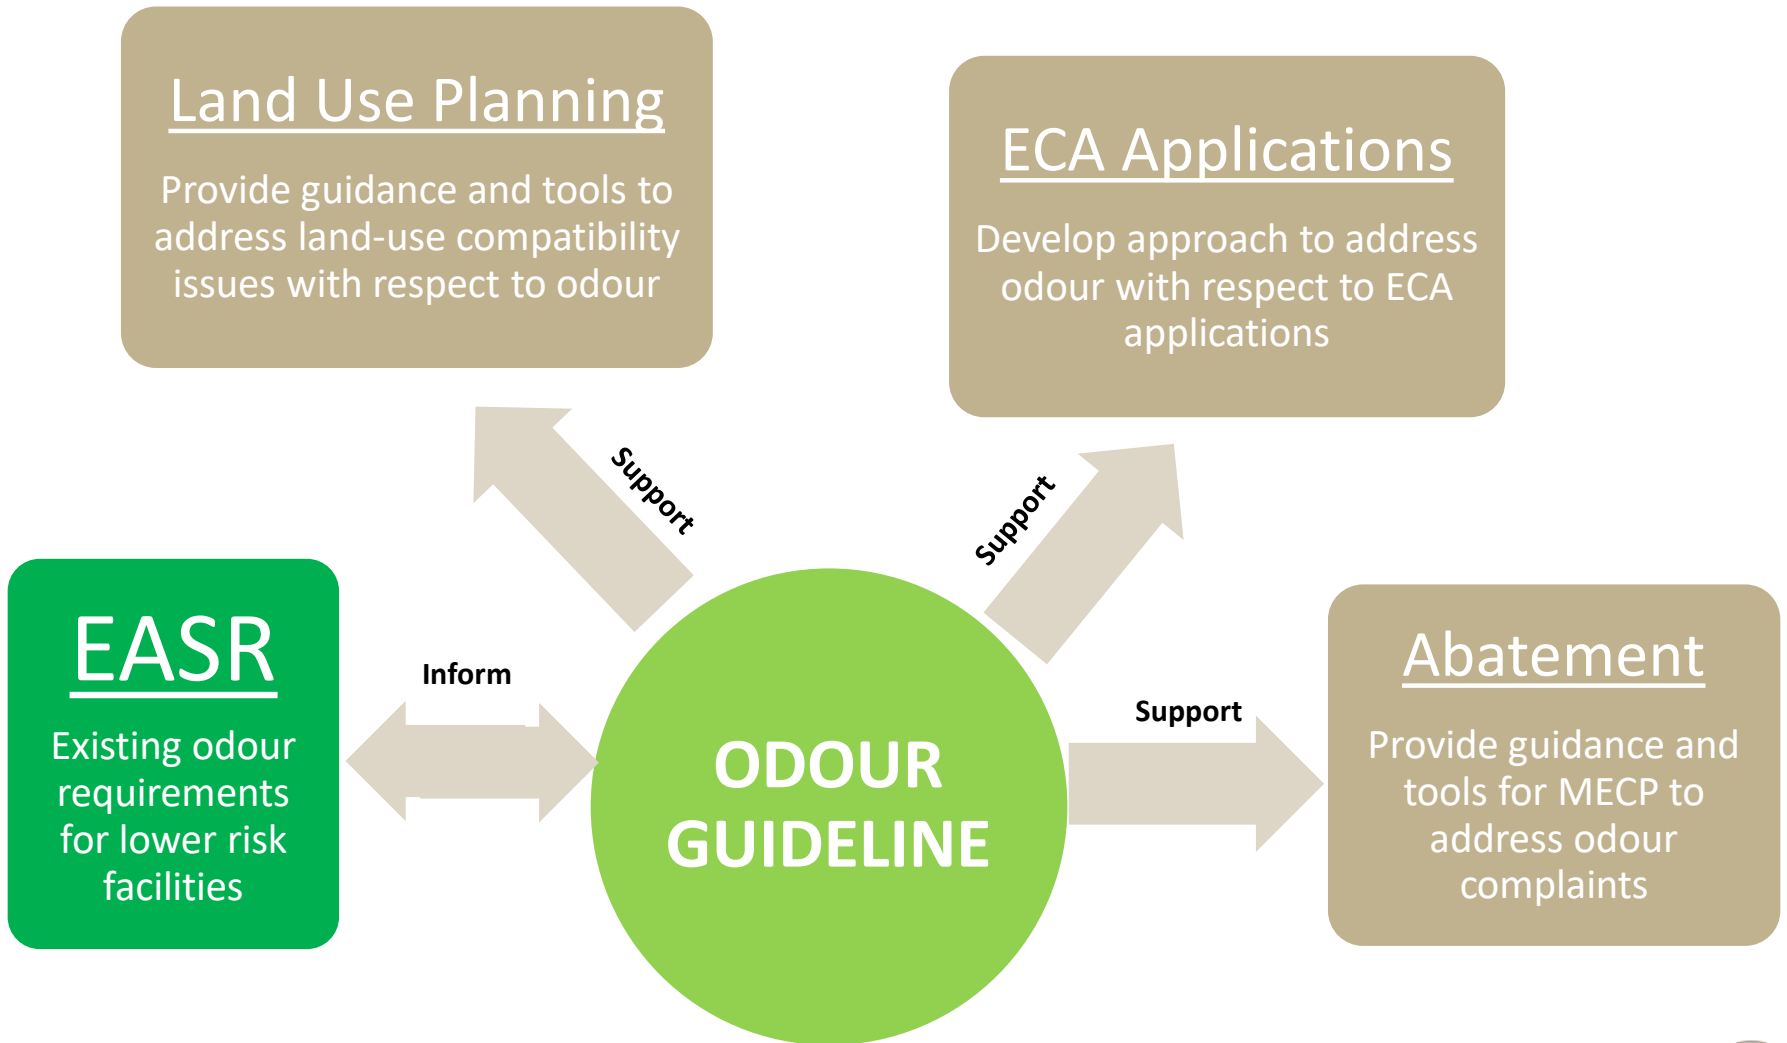 Land Use Planning
Provide guidance and tools to
address land-use compatibility
issues with respect to odour
ECA Applications
Develop approach to address
odour with respect to ECA
applications
Support
Support
EASR
Existing odour
requirements
for lower risk
facilities
Inform
ODOUR
GUIDELINE
Support
Abatement
Provide guidance and
tools for MECP to
address odour
complaints